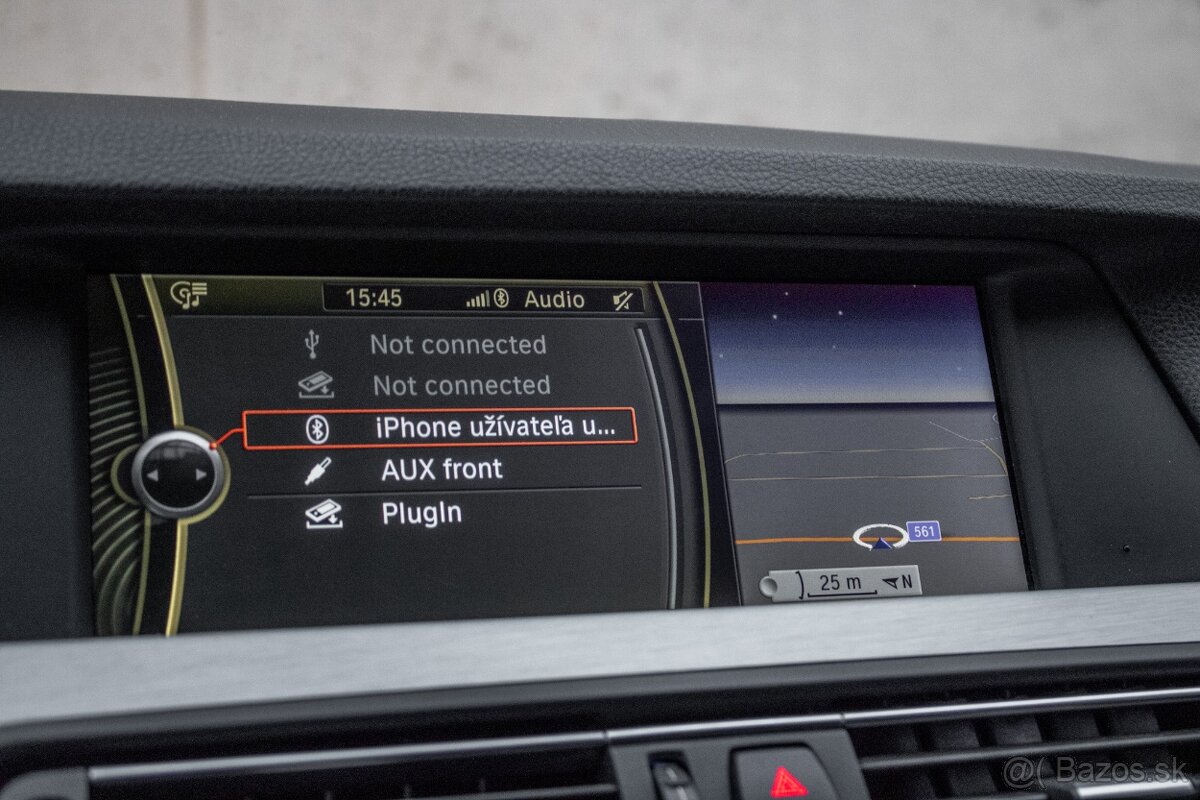 15:45 Audio
Not connected
Not connected
iPhone užívateľa u...
AUX front
PlugIn
561
25 m N
@( Bazos.sk